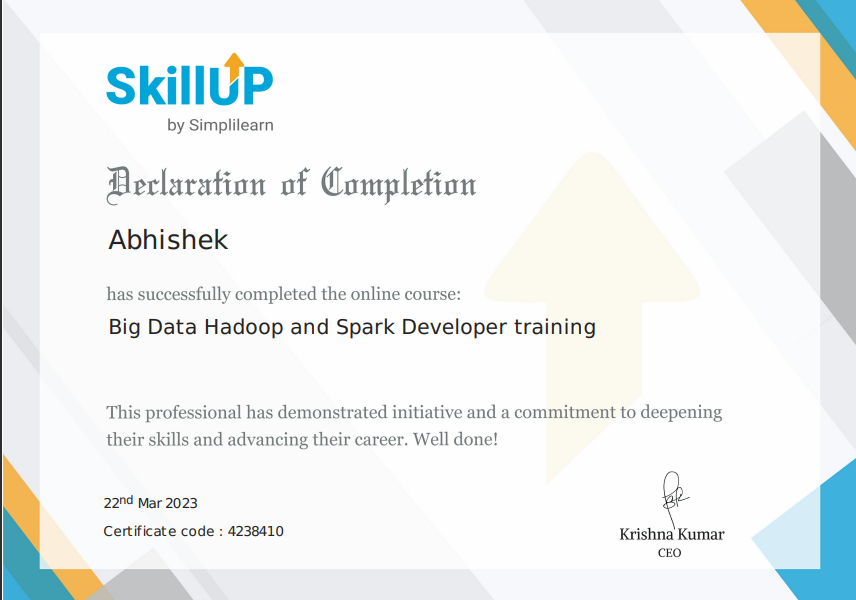 SkillUP
by Simplilearn
Declaration of Completion
Abhishek
has successfully completed the online course:
Big Data Hadoop and Spark Developer training
This professional has demonstrated initiative and a commitment to deepening
their skills and advancing their career. Well done!
22nd Mar 2023
Certificate code : 4238410
Krishna Kumar
CEO